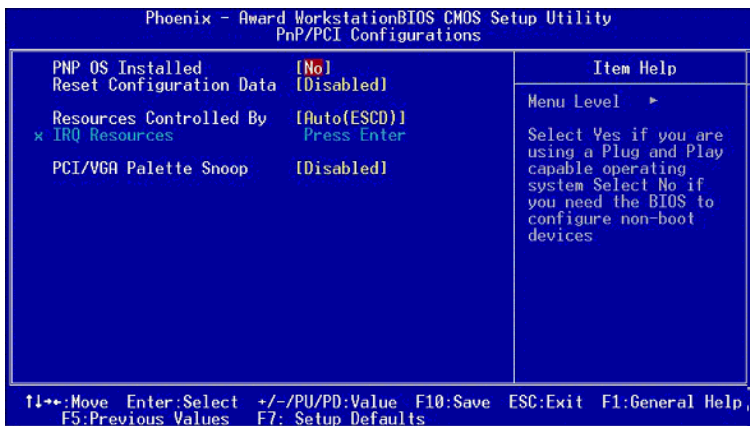 Phoenix - Award WorkstationBIOS CMOS Setup Utility
PnP/PCI Configurations
PNP OS Installed [No]
Reset Configuration Data [Disabled]
Resources Controlled By [Auto(ESCD)]
x IRQ Resources Press Enter
PCI/VGA Palette Snoop [Disabled]
Item Help
Menu Level ►
Select Yes if you are
using a Plug and Play
capable operating
system Select No if
you need the BIOS to
configure non-boot
devices
↑↓→←:Move Enter:Select +/-/PU/PD:Value F10:Save ESC:Exit F1:General Help
F5:Previous Values F7: Setup Defaults